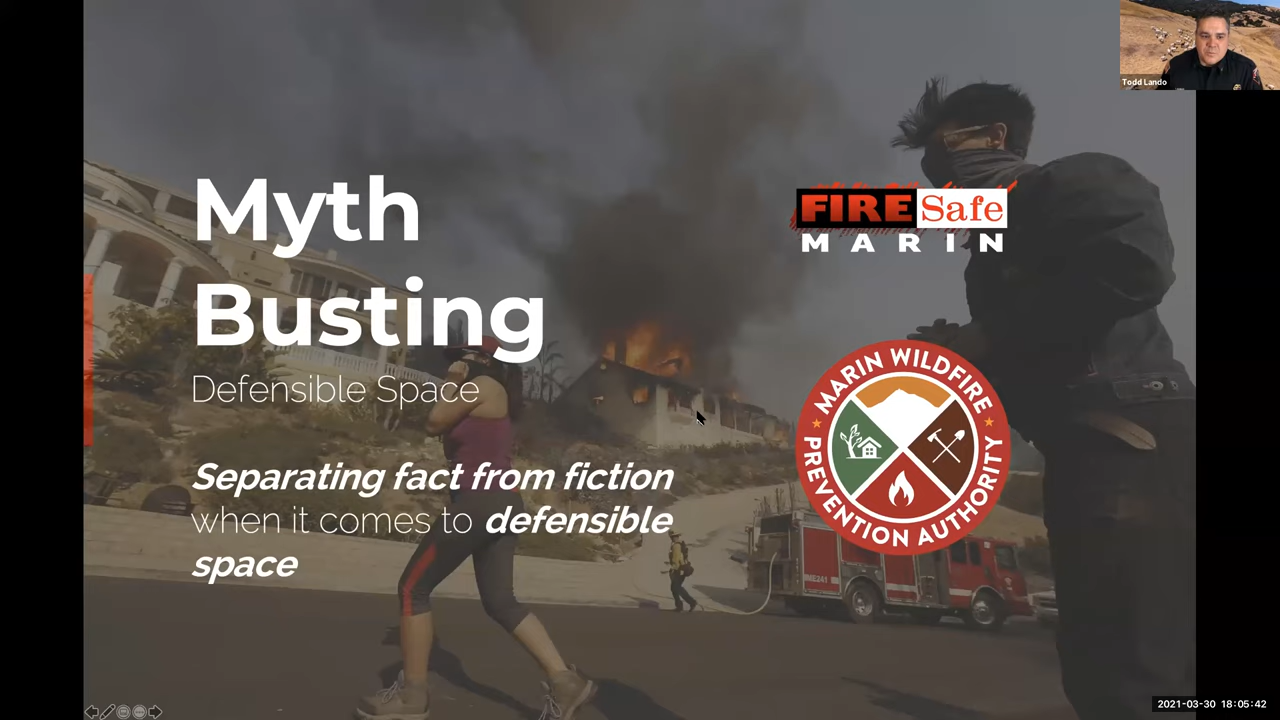 Todd Lando
Myth
Busting
Defensible Space
Separating fact from fiction
when it comes to defensible
space
FIRE Safe
MARIN
MARIN WILDFIRE
PREVENTION AUTHORITY
E241
2021-03-30 18:05:42